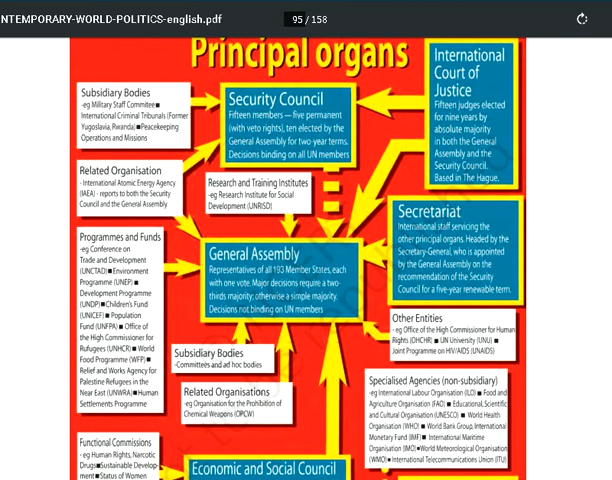 NTEMPORARY-WORLD-POLITICS-english.pdf
95 / 158
Principal organs
Subsidiary Bodies
-eg Military Staff Commitee■
International Criminal Tribunals (Former
Yugoslavia, Rwanda) ■Peacekeeping
Operations and Missions
Security Council
Fifteen members — five permanent
(with veto rights), ten elected by the
General Assembly for two-year terms.
Decisions binding on all UN members
International
Court of
Justice
Fifteen judges elected
for nine years by
absolute majority
in both the General
Assembly and the
Security Council.
Based in The Hague.
Related Organisation
- International Atomic Energy Agency
(IAEA) - reports to both the Security
Council and the General Assembly
Research and Training Institutes
-eg Research Institute for Social
Development (UNRISD)
Secretariat
International staff servicing the
other principal organs. Headed by the
Secretary-General, who is appointed
by the General Assembly on the
recommendation of the Security
Council for a five-year renewable term.
Programmes and Funds
-eg Conference on
Trade and Development
(UNCTAD) ■ Environment
Programme (UNEP) ■
Development Programme
(UNDP) ■Children's Fund
(UNICEF) ■ Population
Fund (UNFPA) ■ Office of
the High Commissioner for
Rufugees (UNHCR) ■ World
Food Programme (WFP) ■
Relief and Works Agency for
Palestine Refugees in the
Near East (UNWRA) ■Human
Settlements Programme
General Assembly
Representatives of all 193 Member States, each
with one vote. Major decisions require a two-
thirds majority; otherwise a simple majority.
Decisions not binding on UN members
Other Entities
- eg Office of the High Commissioner for Human
Rights (OHCHR) ■ UN University (UNU) ■
Joint Programme on HIV/AIDS (UNAIDS)
Subsidiary Bodies
-Committees and ad hoc bodies
Related Organisations
-eg Organisation for the Prohibition of
Chemical Weapons (OPCW)
Specialised Agencies (non-subsidiary)
-eg International Labour Organisation (ILO) ■ Food and
Agriculture Organisation (FAO) ■ Educational, Scientific
and Cultural Organisation (UNESCO) ■ World Health
Organisation (WHO) ■ World Bank Group, International
Monetary Fund (IMF) ■ International Maritime
Organisation (IMO) ■World Meteorological Organisation
(WMO) ■ International Telecommunications Union (ITU)
Functional Commissions
- eg Human Rights, Narcotic
Drugs■Sustainable Develop-
ment ■ Status of Women
Economic and Social Council